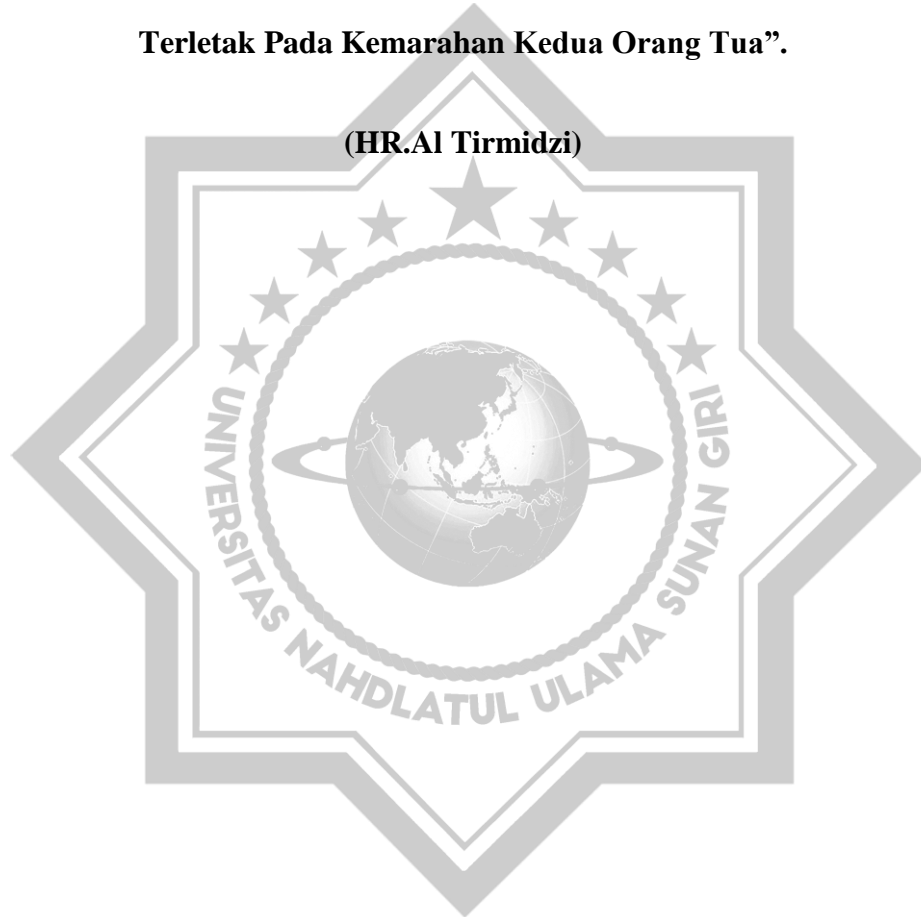 Terletak Pada Kemarahan Kedua Orang Tua”.
(HR.Al Tirmidzi)
UNIVERSITAS NAHDLATUL ULAMA SUNAN GIRI